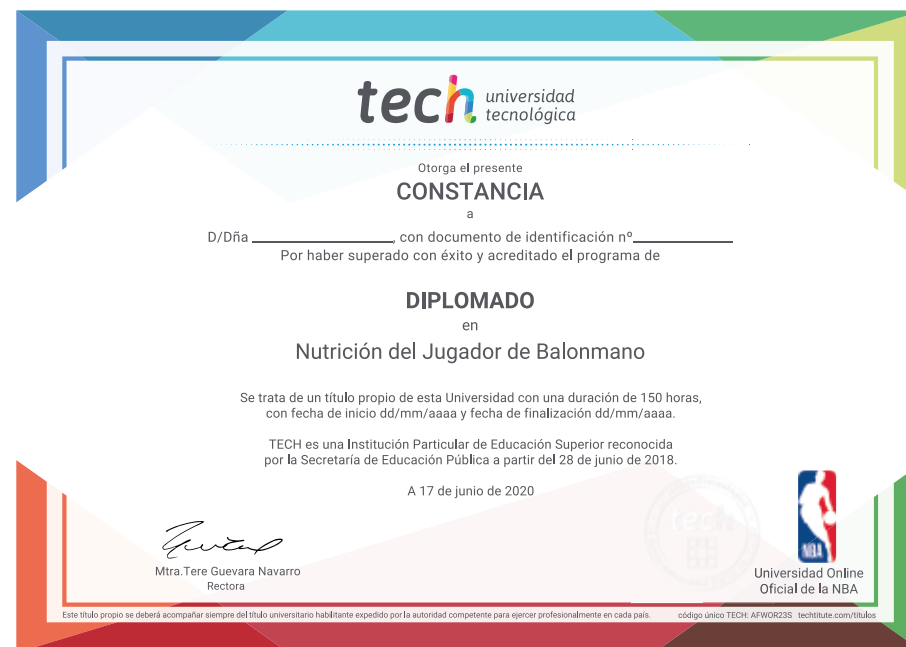 tech universidad
tecnológica
Otorga el presente
CONSTANCIA
a
D/Dña ____________________, con documento de identificación nº______________
Por haber superado con éxito y acreditado el programa de
DIPLOMADO
en
Nutrición del Jugador de Balonmano
Se trata de un título propio de esta Universidad con una duración de 150 horas,
con fecha de inicio dd/mm/aaaa y fecha de finalización dd/mm/aaaa.
TECH es una Institución Particular de Educación Superior reconocida
por la Secretaría de Educación Pública a partir del 28 de junio de 2018.
A 17 de junio de 2020
tech
NBA
Mtra.Tere Guevara Navarro
Rectora
Universidad Online
Oficial de la NBA
Este título propio se deberá acompañar siempre del título universitario habilitante expedido por la autoridad competente para ejercer profesionalmente en cada país.
código único TECH: AFWOR23S techtitute.com/titulos